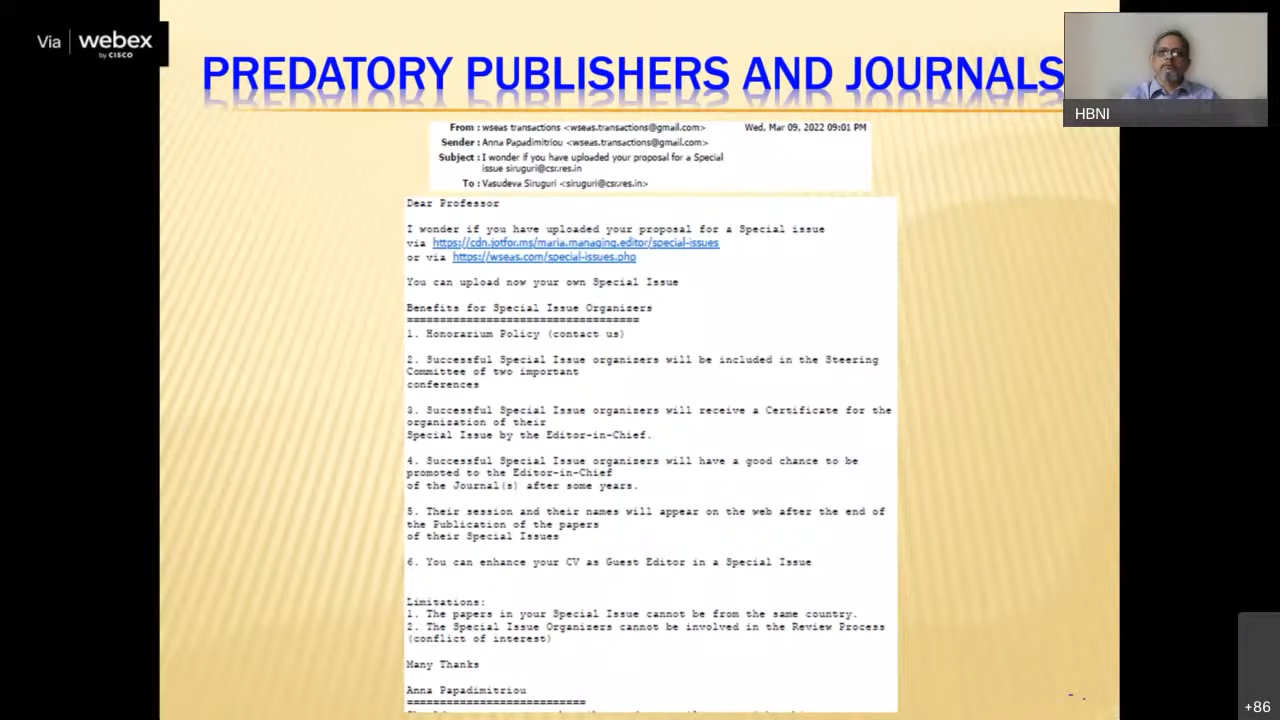 Via | webex
by CISCO
PREDATORY PUBLISHERS AND JOURNALS
HBNI
From : wseas transactions <wseas.transactions@gmail.com> Wed, Mar 09, 2022 09:01 PM
Sender : Anna Papadimitriou <wseas.transactions@gmail.com>
Subject : I wonder if you have uploaded your proposal for a Special
issue siruguri@csr.res.in
To : Vasudeva Siruguri <siruguri@csr.res.in>
Dear Professor
I wonder if you have uploaded your proposal for a Special issue
via https://cdn.jotfor.ms/maria.managing.editor/special-issues
or via https://wseas.com/special-issues.php
You can upload now your own Special Issue
Benefits for Special Issue Organizers
====================================
1. Honorarium Policy (contact us)
2. Successful Special Issue organizers will be included in the Steering
Committee of two important
conferences
3. Successful Special Issue organizers will receive a Certificate for the
organization of their
Special Issue by the Editor-in-Chief.
4. Successful Special Issue organizers will have a good chance to be
promoted to the Editor-in-Chief
of the Journal(s) after some years.
5. Their session and their names will appear on the web after the end of
the Publication of the papers
of their Special Issues
6. You can enhance your CV as Guest Editor in a Special Issue
Limitations:
1. The papers in your Special Issue cannot be from the same country.
2. The Special Issue Organizers cannot be involved in the Review Process
(conflict of interest)
Many Thanks
Anna Papadimitriou
============================
+86